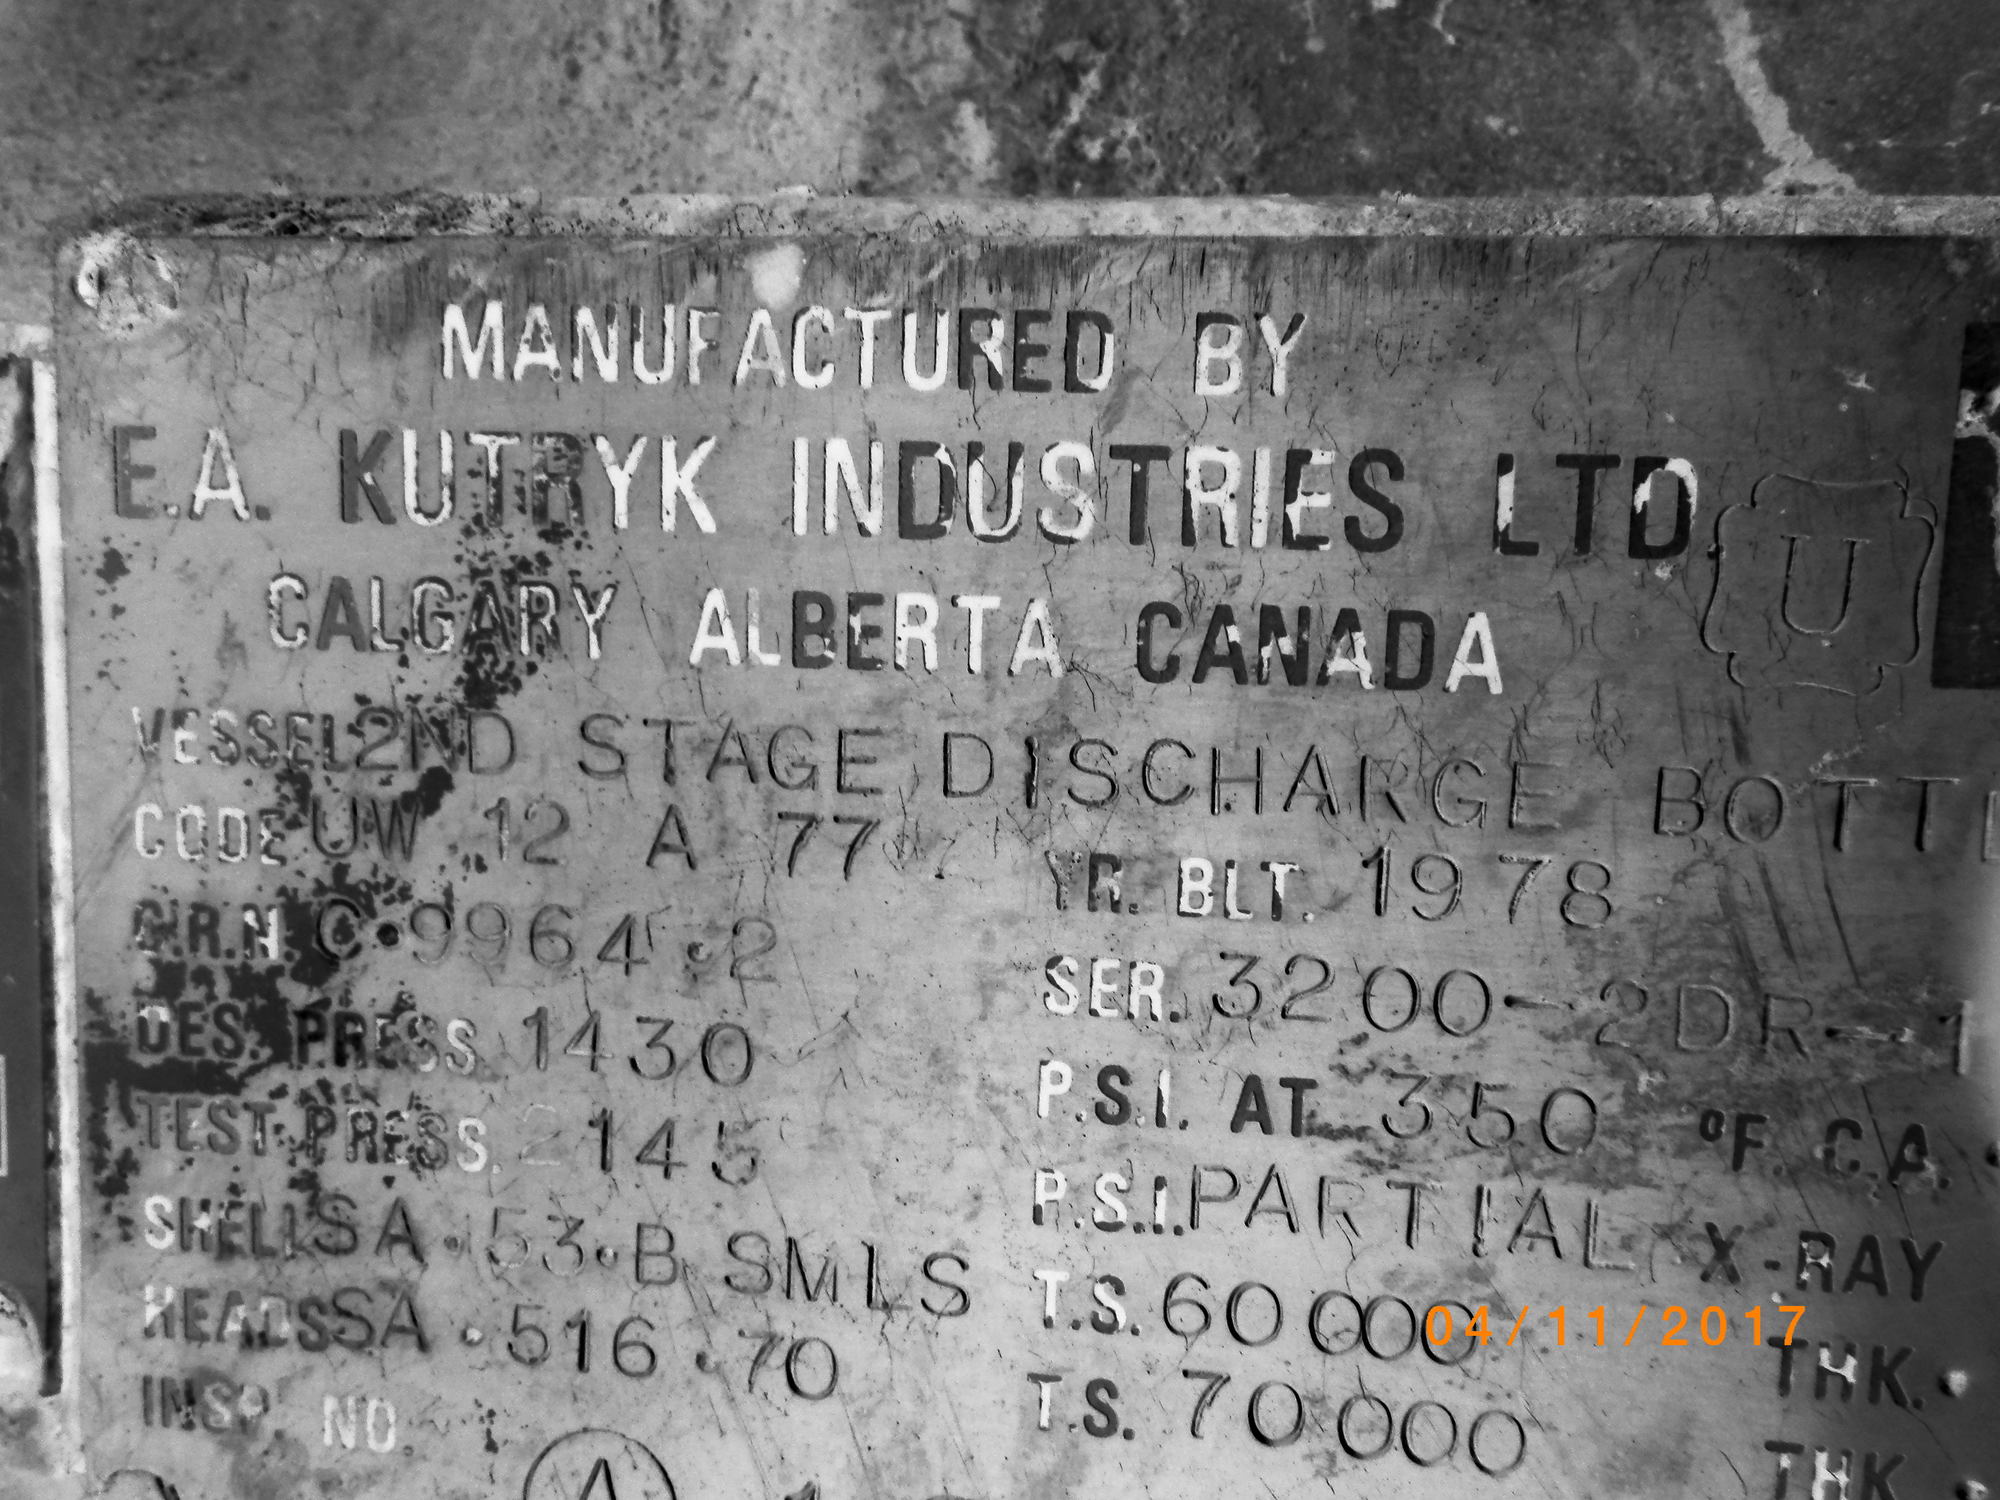 MANUFACTURED BY
E.A. KUTRYK INDUSTRIES LTD.
U
CALGARY ALBERTA CANADA
VESSEL 2ND STAGE DISCHARGE BOTT
CODE UW 12 A 77 YR. BLT. 1978
C.R.N. C·9964·2 SER. 3200-2DR-1
DES. PRESS. 1430 P.S.I. AT 350 °F. C.A.
TEST PRESS. 2145 P.S.I. PARTIAL X-RAY
SHELL SA·53·B SMLS T.S. 60000 THK.
HEADS SA·516·70 T.S. 70000 THK
INSP. NO.
A
04/11/2017